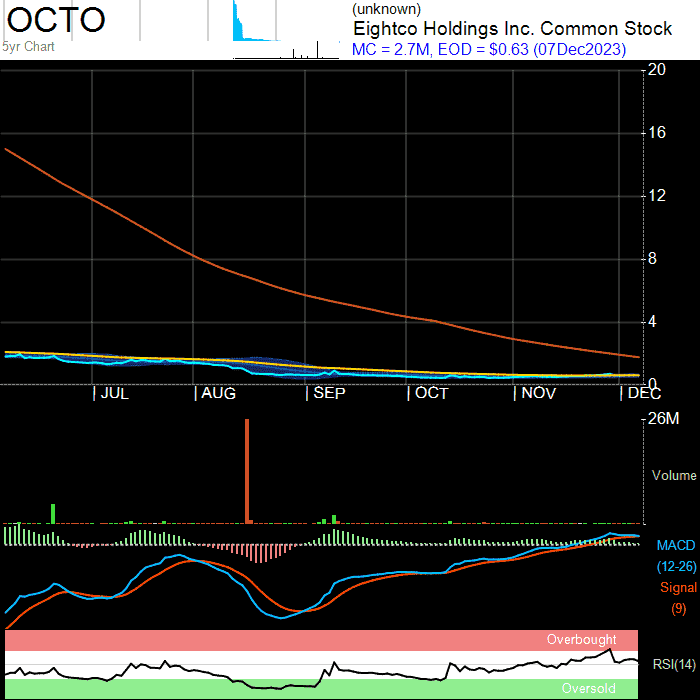 OCTO
(unknown)
Eightco Holdings Inc. Common Stock
5yr Chart
MC = 2.7M, EOD = $0.63 (07Dec2023)
20
16
12
8
4
0
JUL
AUG
SEP
OCT
NOV
DEC
26M
Volume
MACD
(12-26)
Signal
(9)
Overbought
RSI(14)
Oversold